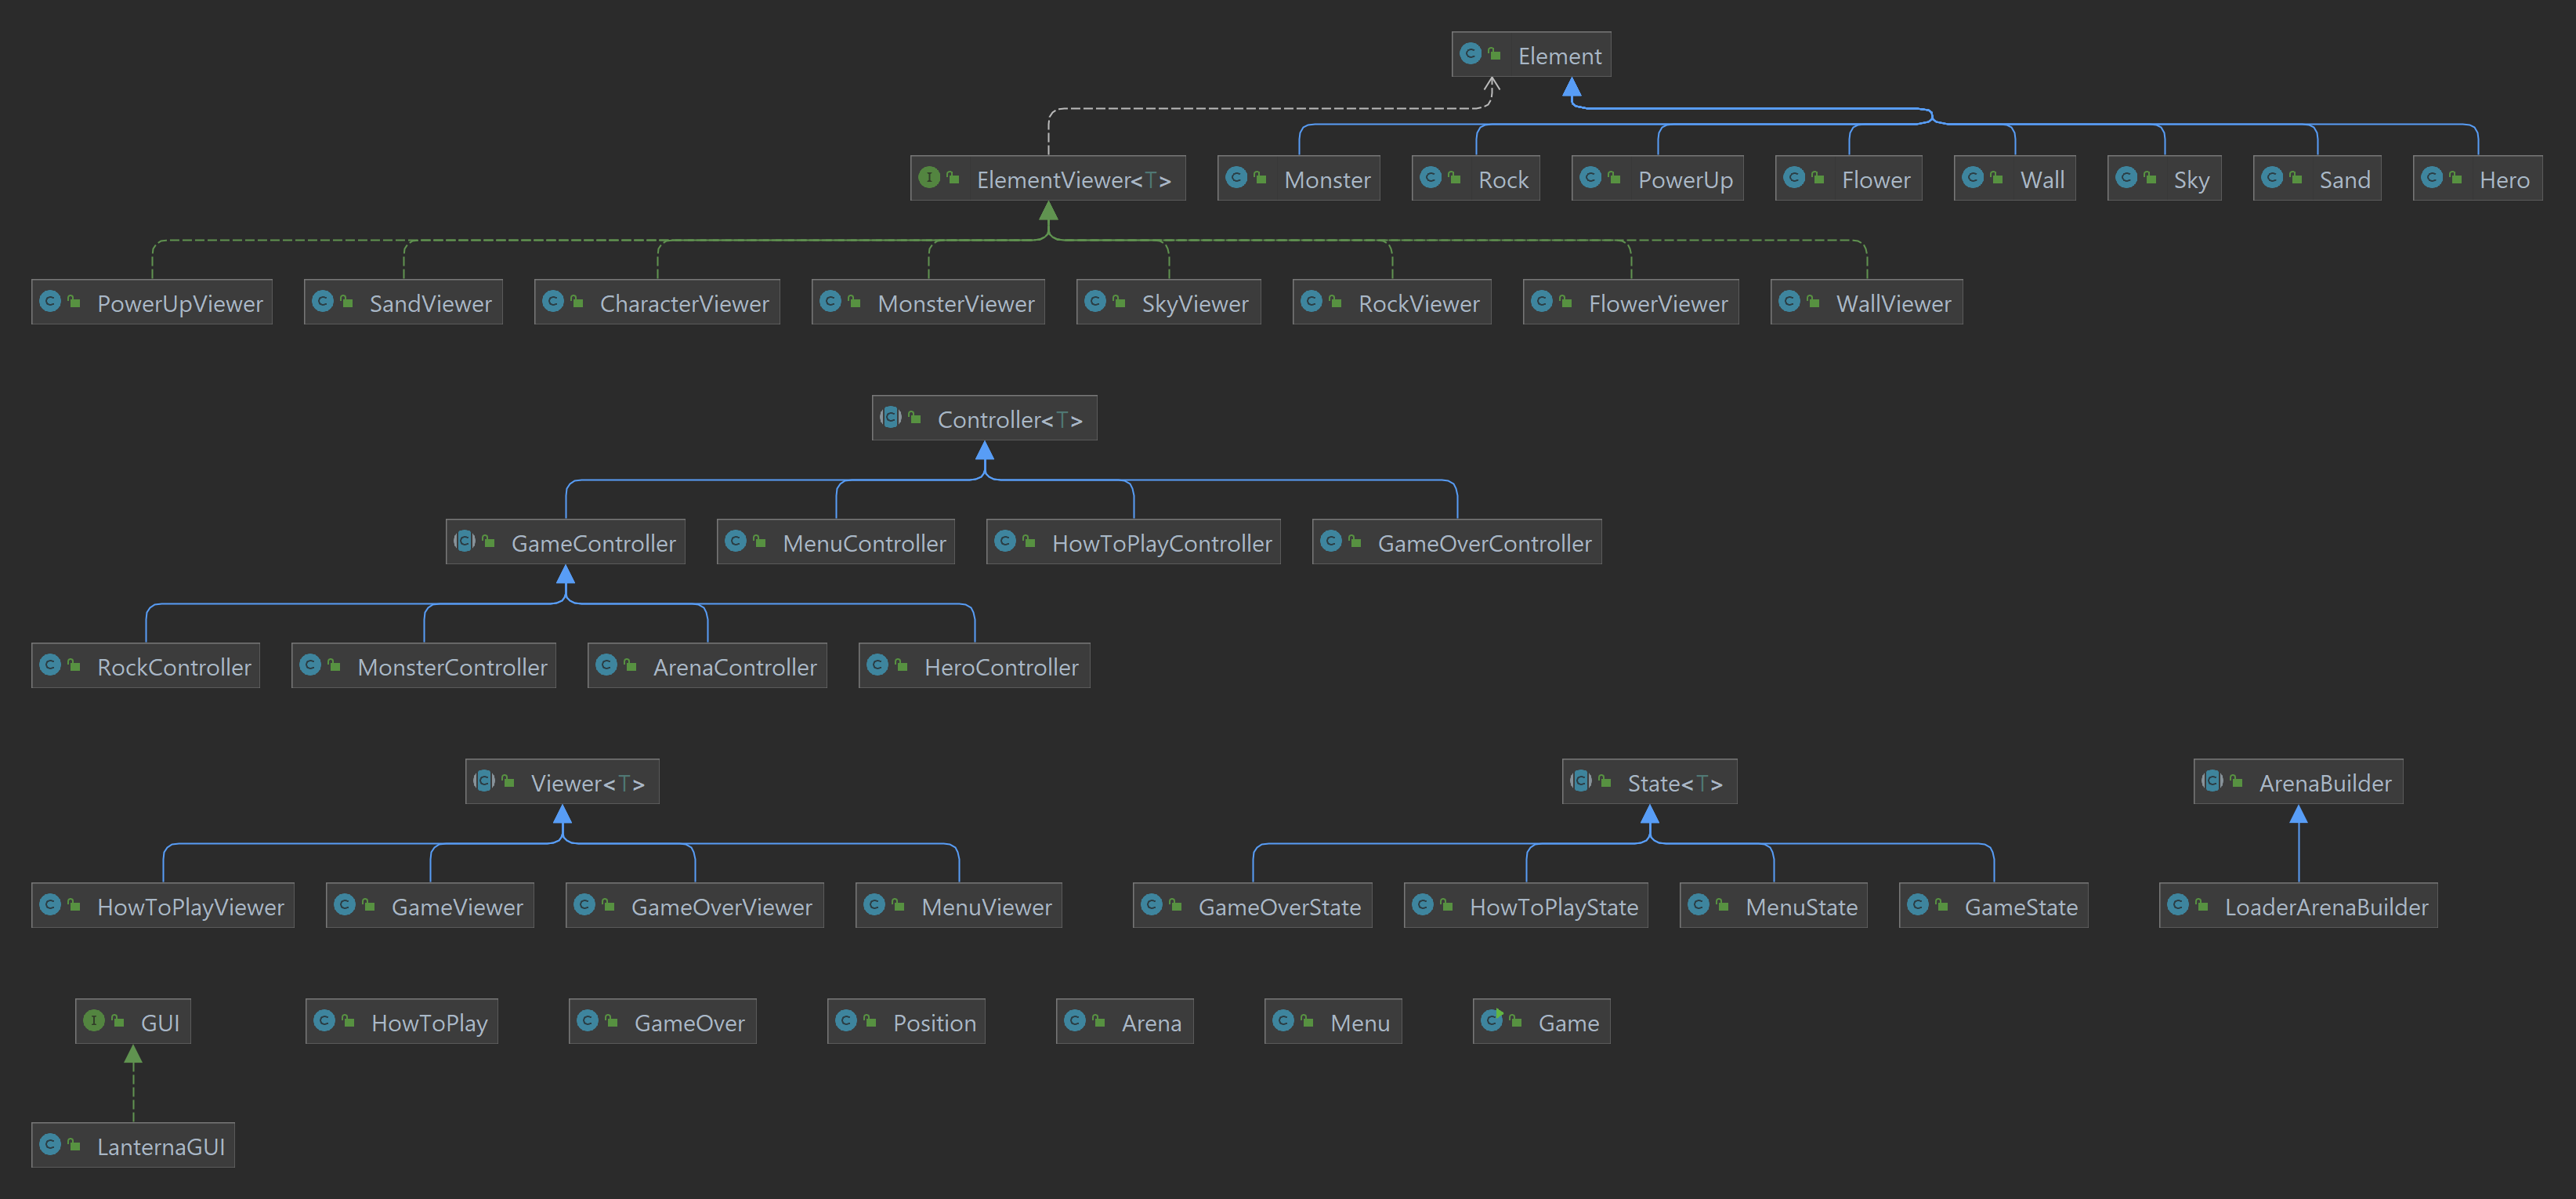 Element
ElementViewer<T>
Monster
Rock
PowerUp
Flower
Wall
Sky
Sand
Hero
PowerUpViewer
SandViewer
CharacterViewer
MonsterViewer
SkyViewer
RockViewer
FlowerViewer
WallViewer
Controller<T>
GameController
MenuController
HowToPlayController
GameOverController
RockController
MonsterController
ArenaController
HeroController
Viewer<T>
State<T>
ArenaBuilder
HowToPlayViewer
GameViewer
GameOverViewer
MenuViewer
GameOverState
HowToPlayState
MenuState
GameState
LoaderArenaBuilder
GUI
HowToPlay
GameOver
Position
Arena
Menu
Game
LanternaGUI